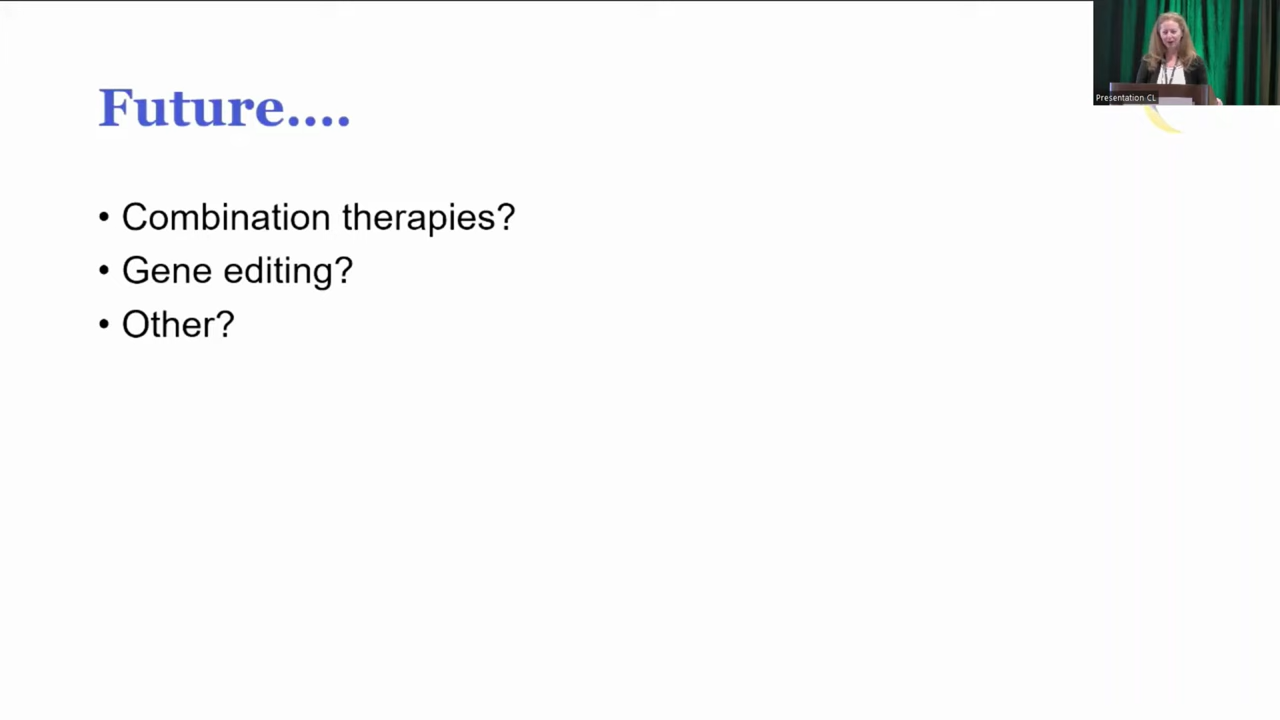 Future....
• Combination therapies?
• Gene editing?
• Other?
Presentation CL